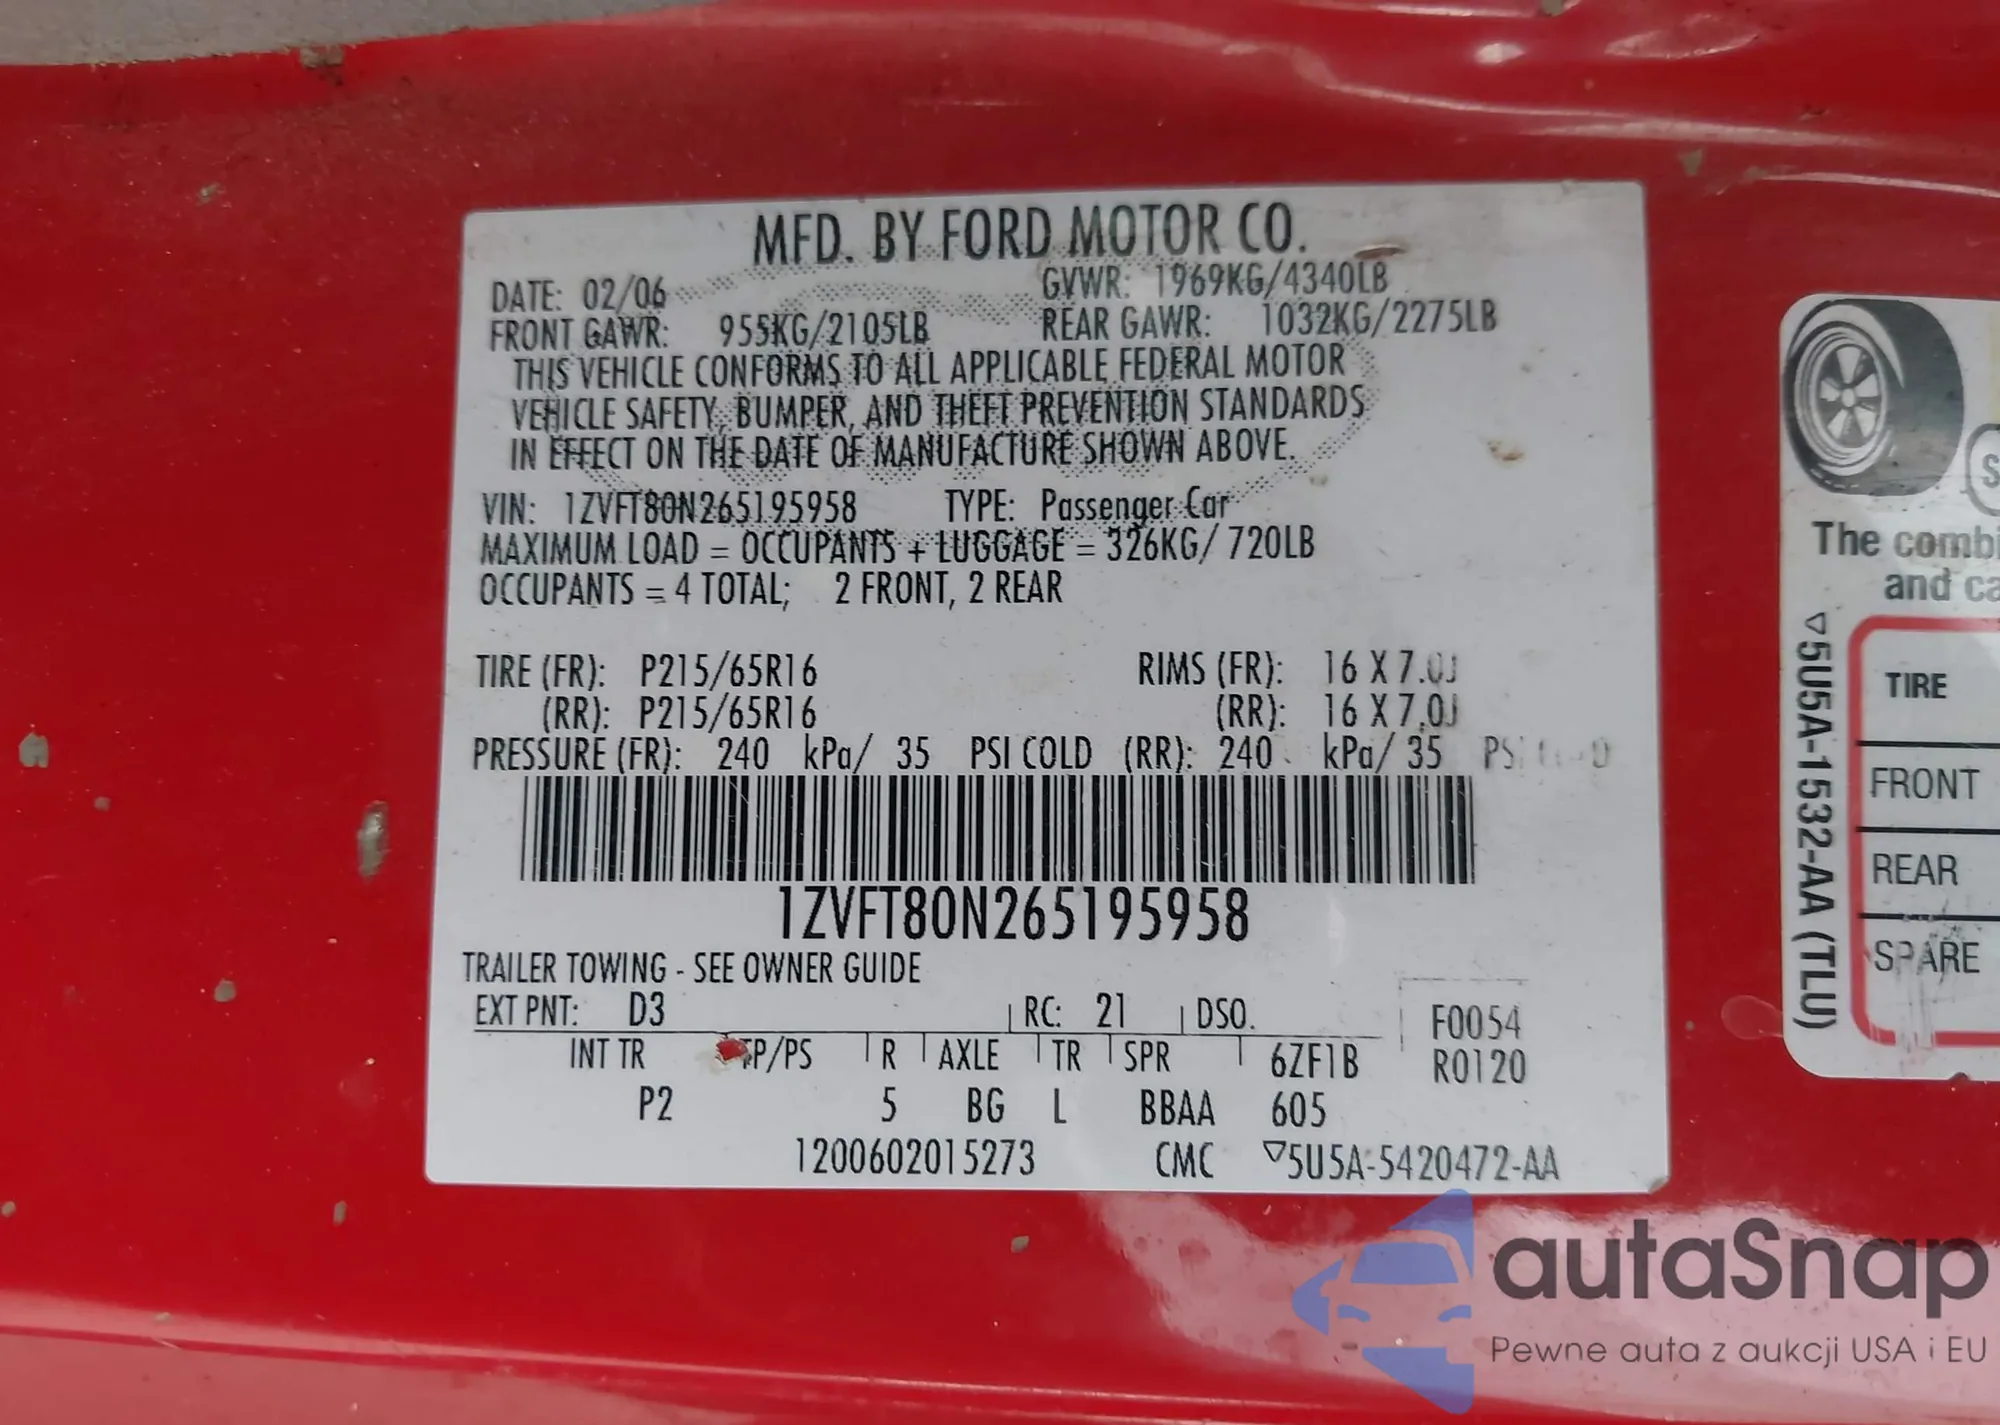 MFD. BY FORD MOTOR CO.
DATE: 02/06 GVWR: 1969KG/4340LB
FRONT GAWR: 955KG/2105LB REAR GAWR: 1032KG/2275LB
THIS VEHICLE CONFORMS TO ALL APPLICABLE FEDERAL MOTOR
VEHICLE SAFETY, BUMPER, AND THEFT PREVENTION STANDARDS
IN EFFECT ON THE DATE OF MANUFACTURE SHOWN ABOVE.
VIN: 1ZVFT80N265195958 TYPE: Passenger Car
MAXIMUM LOAD = OCCUPANTS + LUGGAGE = 326KG/ 720LB
OCCUPANTS = 4 TOTAL; 2 FRONT, 2 REAR
TIRE (FR): P215/65R16 RIMS (FR): 16 X 7.0J
(RR): P215/65R16 (RR): 16 X 7.0J
PRESSURE (FR): 240 kPa/ 35 PSI COLD (RR): 240 kPa/ 35 PSI
1ZVFT80N265195958
TRAILER TOWING - SEE OWNER GUIDE
EXT PNT: D3 RC: 21 DSO.
F0054
INT TR TP/PS R AXLE TR SPR 6ZF1B
R0120
P2 5 BG L BBAA 605
1200602015273 CMC ▽5U5A-5420472-AA
S
The combi
and ca
▽5U5A-1532-AA (TLU)
TIRE
FRONT
REAR
SPARE
autaSnap
Pewne auta z aukcji USA i EU